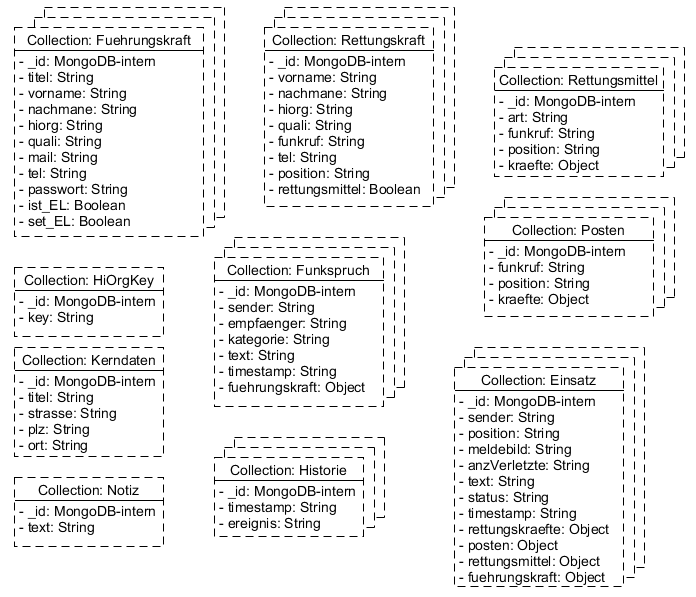 Collection: Fuehrungskraft
- _id: MongoDB-intern
- titel: String
- vorname: String
- nachmane: String
- hiorg: String
- quali: String
- mail: String
- tel: String
- passwort: String
- ist_EL: Boolean
- set_EL: Boolean
Collection: Rettungskraft
- _id: MongoDB-intern
- vorname: String
- nachmane: String
- hiorg: String
- quali: String
- funkruf: String
- tel: String
- position: String
- rettungsmittel: Boolean
Collection: Rettungsmittel
- _id: MongoDB-intern
- art: String
- funkruf: String
- position: String
- kraefte: Object
Collection: Posten
- _id: MongoDB-intern
- funkruf: String
- position: String
- kraefte: Object
Collection: HiOrgKey
- _id: MongoDB-intern
- key: String
Collection: Funkspruch
- _id: MongoDB-intern
- sender: String
- empfaenger: String
- kategorie: String
- text: String
- timestamp: String
- fuehrungskraft: Object
Collection: Kerndaten
- _id: MongoDB-intern
- titel: String
- strasse: String
- plz: String
- ort: String
Collection: Einsatz
- _id: MongoDB-intern
- sender: String
- position: String
- meldebild: String
- anzVerletzte: String
- text: String
- status: String
- timestamp: String
- rettungskraefte: Object
- posten: Object
- rettungsmittel: Object
- fuehrungskraft: Object
Collection: Notiz
- _id: MongoDB-intern
- text: String
Collection: Historie
- _id: MongoDB-intern
- timestamp: String
- ereignis: String